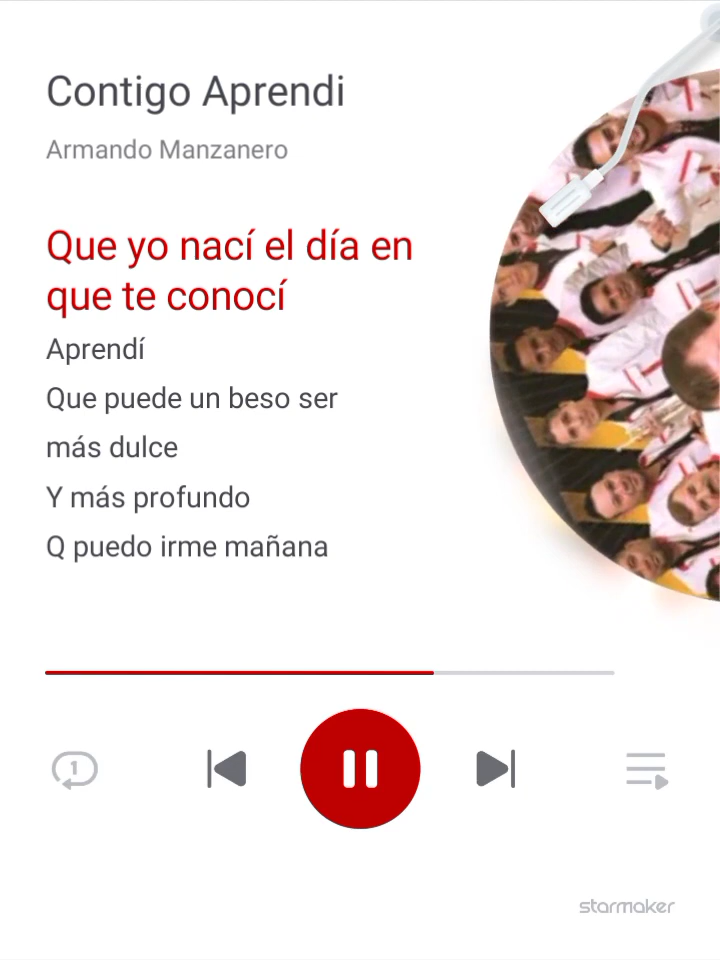 Contigo Aprendi
Armando Manzanero
Que yo nací el día en
que te conocí
Aprendí
Que puede un beso ser
más dulce
Y más profundo
Q puedo irme mañana
1
starmaker